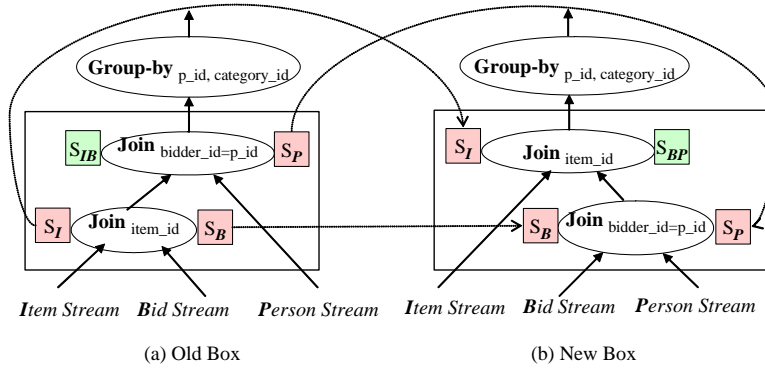 Group-by p_id, category_id
Group-by p_id, category_id
S_IB
Join bidder_id=p_id
S_P
S_I
Join item_id
S_BP
S_I
Join item_id
S_B
S_B
Join bidder_id=p_id
S_P
Item Stream
Bid Stream
Person Stream
Item Stream
Bid Stream
Person Stream
(a) Old Box
(b) New Box